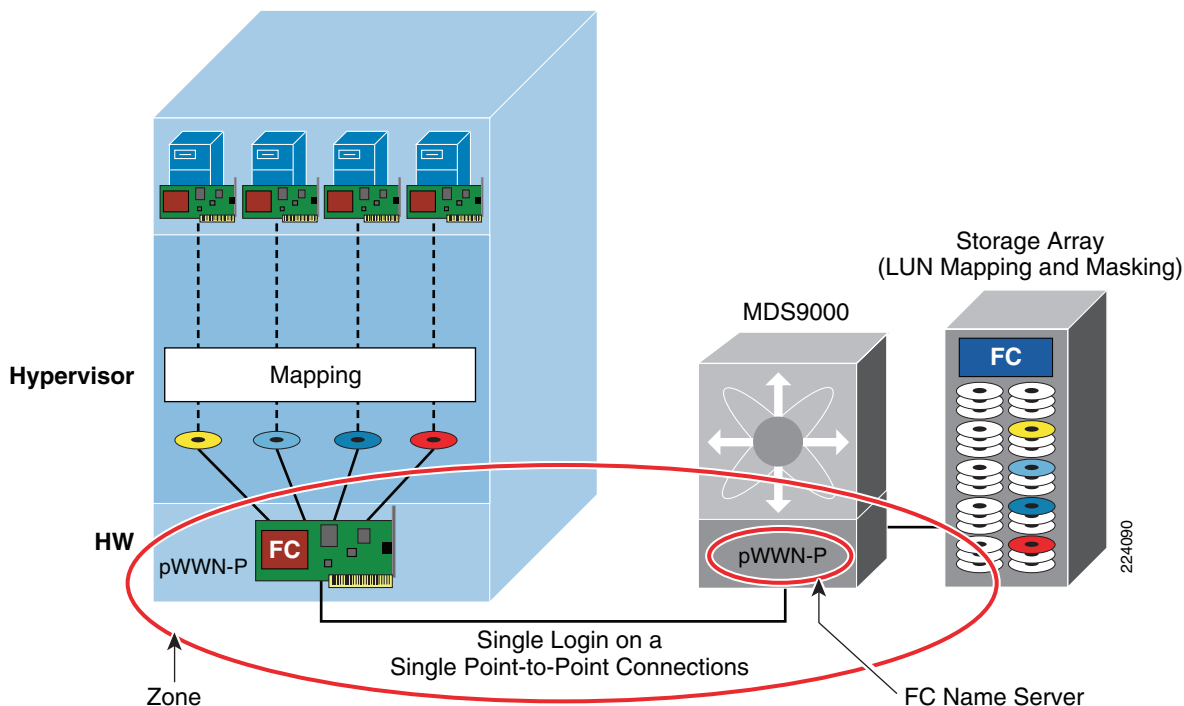 Storage Array
(LUN Mapping and Masking)
MDS9000
FC
Hypervisor
Mapping
HW
FC
pWWN-P
pWWN-P
Single Login on a
Single Point-to-Point Connections
Zone
FC Name Server
224090